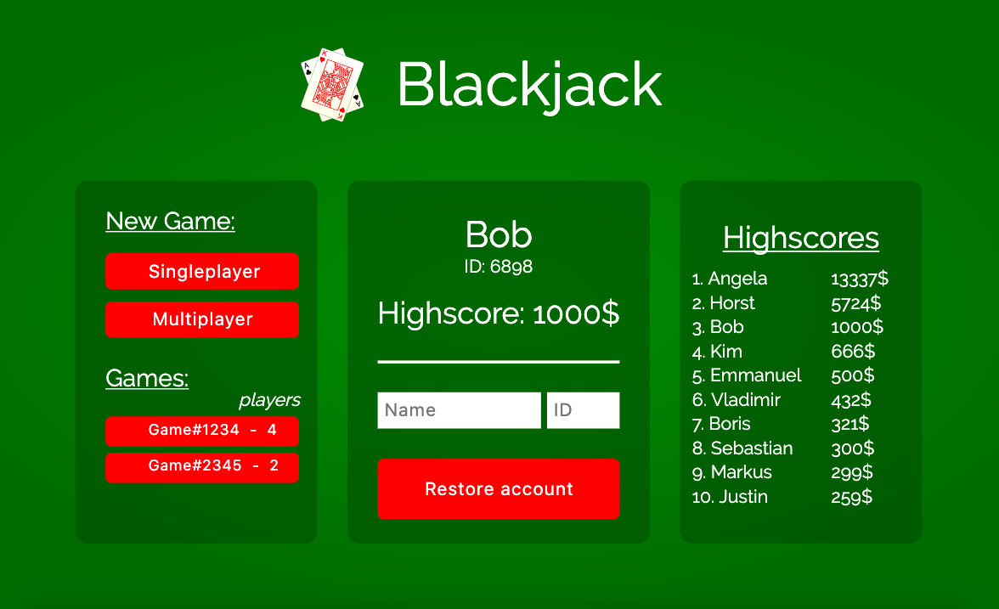 Blackjack
New Game:
Singleplayer
Multiplayer
Games:
players
Game#1234 - 4
Game#2345 - 2
Bob
ID: 6898
Highscore: 1000$
Name ID
Restore account
Highscores
1. Angela 13337$
2. Horst 5724$
3. Bob 1000$
4. Kim 666$
5. Emmanuel 500$
6. Vladimir 432$
7. Boris 321$
8. Sebastian 300$
9. Markus 299$
10. Justin 259$
A
K
A
K